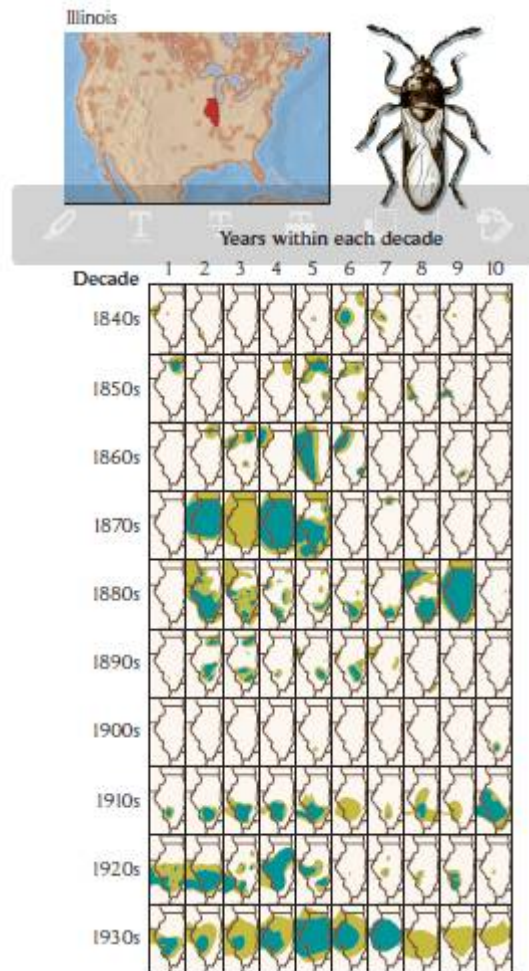 Illinois
Years within each decade
Decade 1 2 3 4 5 6 7 8 9 10
1840s
1850s
1860s
1870s
1880s
1890s
1900s
1910s
1920s
1930s